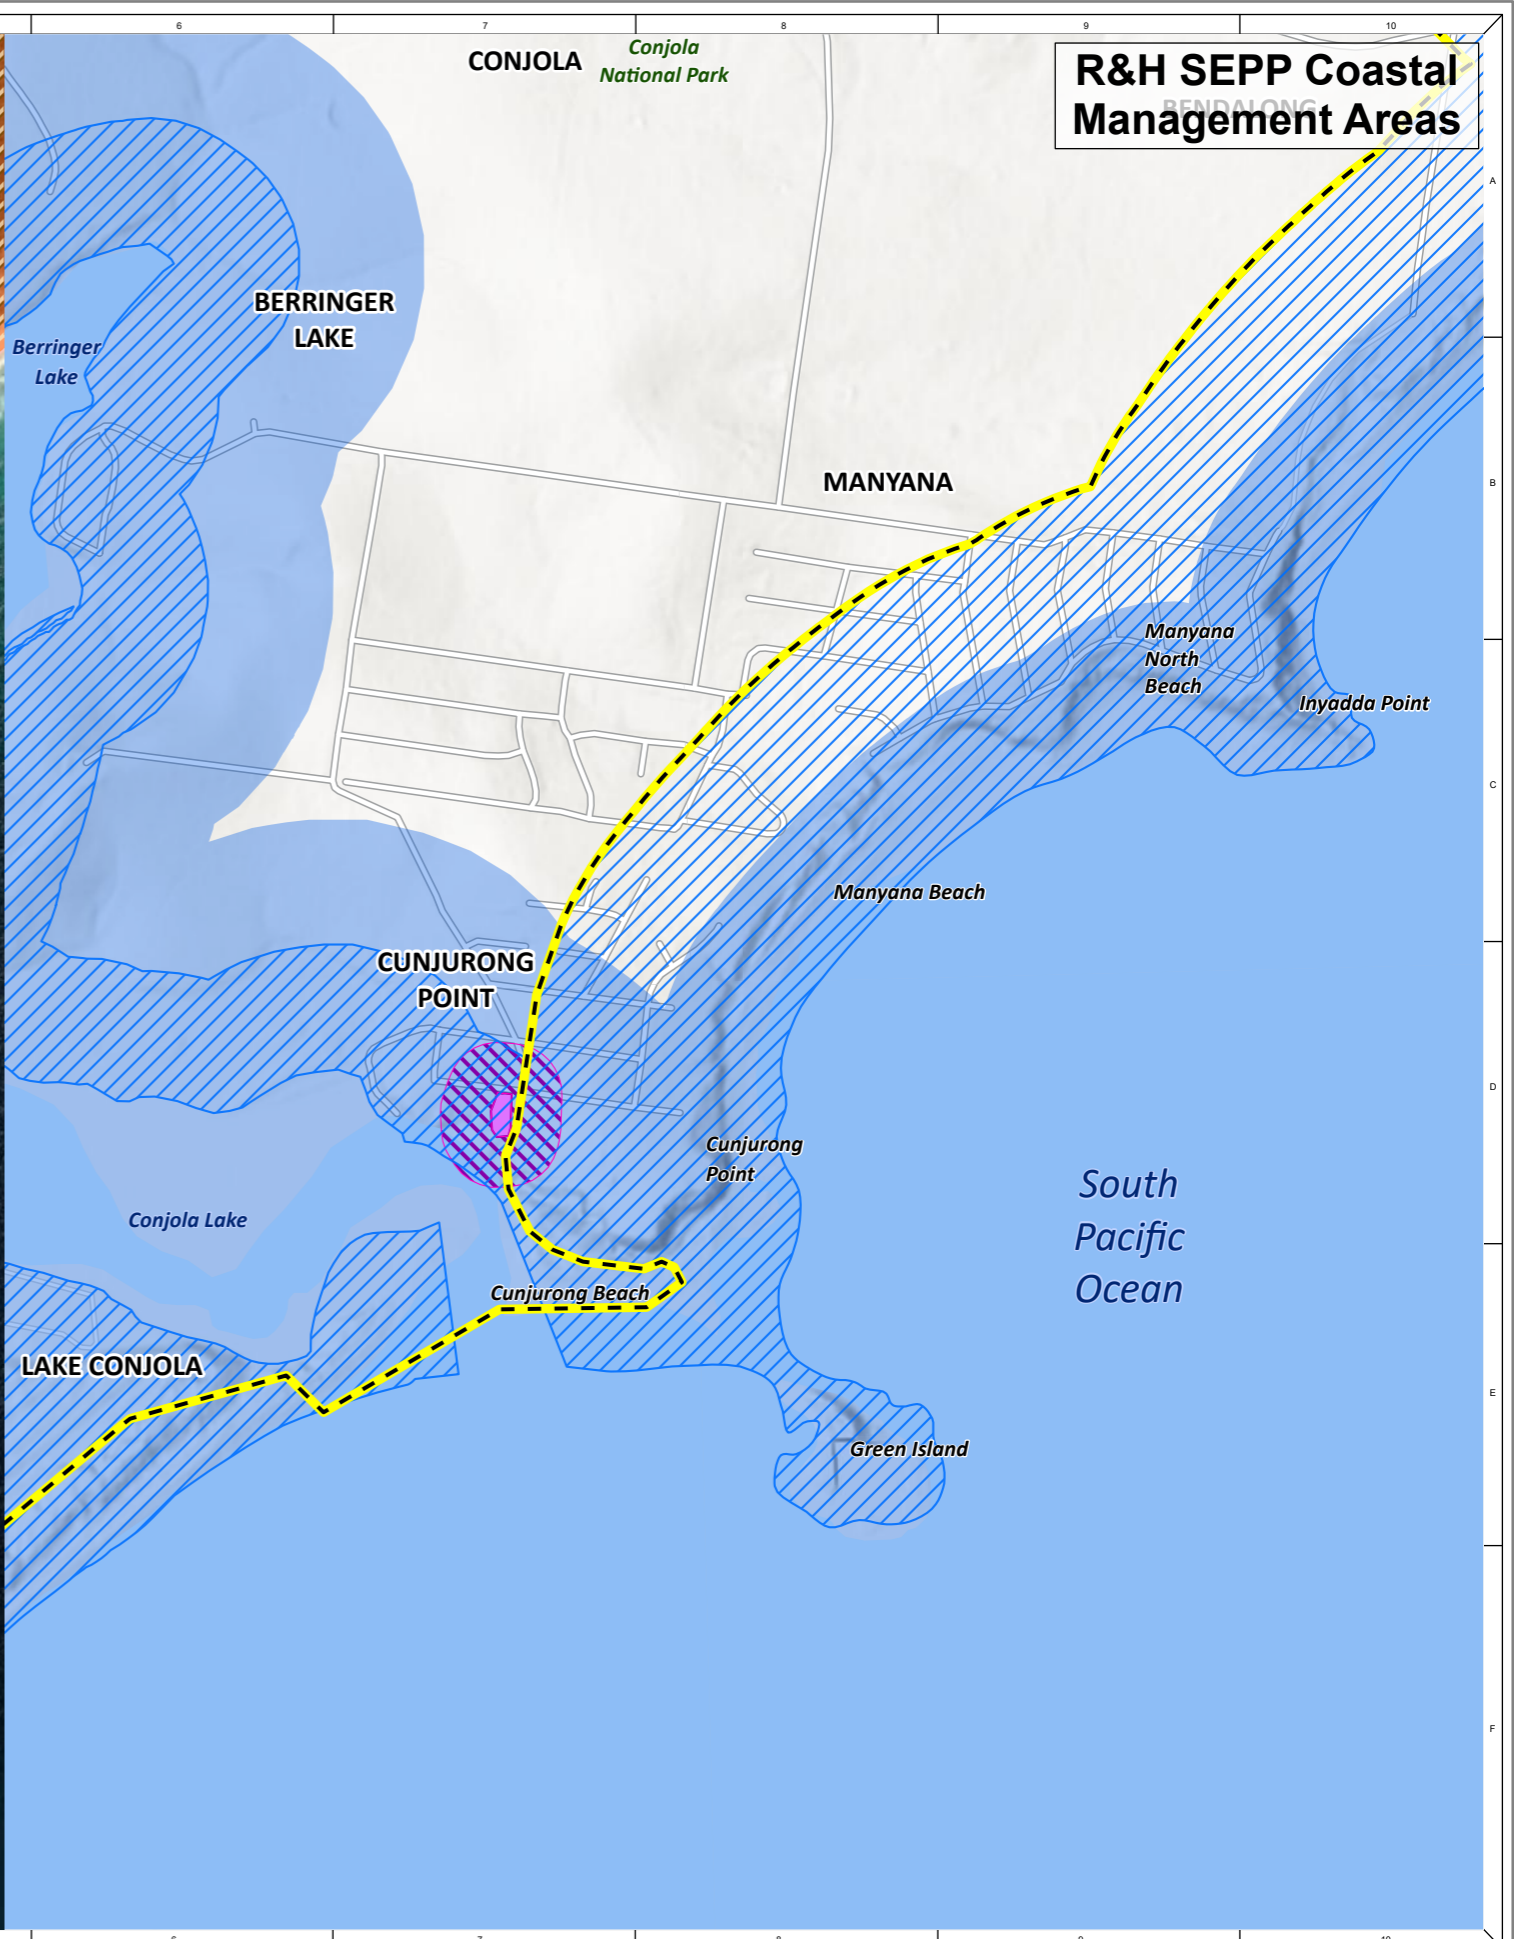 6 7 8 9 10
CONJOLA
Conjola
National Park
R&H SEPP Coastal
Management Areas
BENDALONG
A
BERRINGER
LAKE
Berringer
Lake
MANYANA
B
Manyana
North
Beach
Inyadda Point
C
Manyana Beach
CUNJURONG
POINT
D
Cunjurong
Point
South
Pacific
Ocean
Conjola Lake
Cunjurong Beach
LAKE CONJOLA
E
Green Island
F